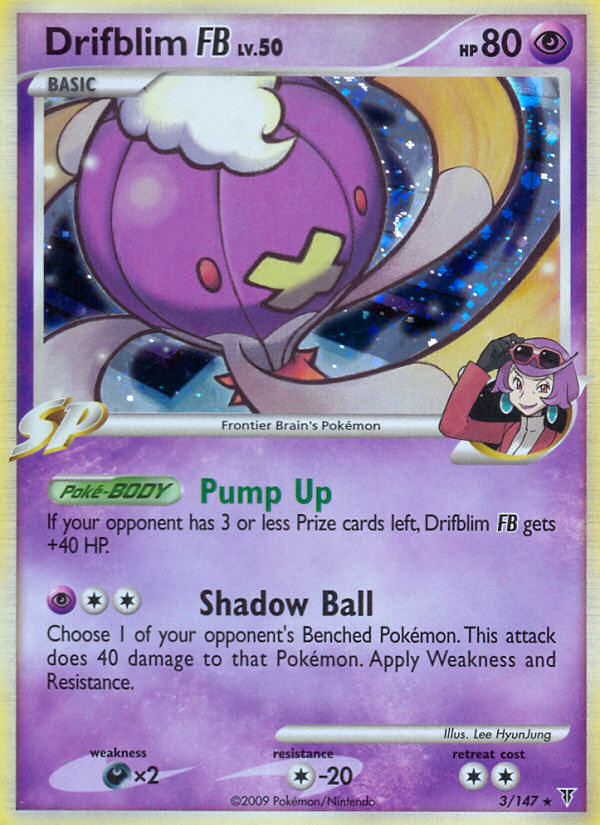 Drifblim FB LV.50
HP 80
BASIC
SP
Frontier Brain's Pokémon
Poké-BODY Pump Up
If your opponent has 3 or less Prize cards left, Drifblim FB gets
+40 HP.
Shadow Ball
Choose 1 of your opponent's Benched Pokémon. This attack
does 40 damage to that Pokémon. Apply Weakness and
Resistance.
Illus. Lee HyunJung
weakness resistance retreat cost
×2 -20
©2009 Pokémon/Nintendo 3/147 ★